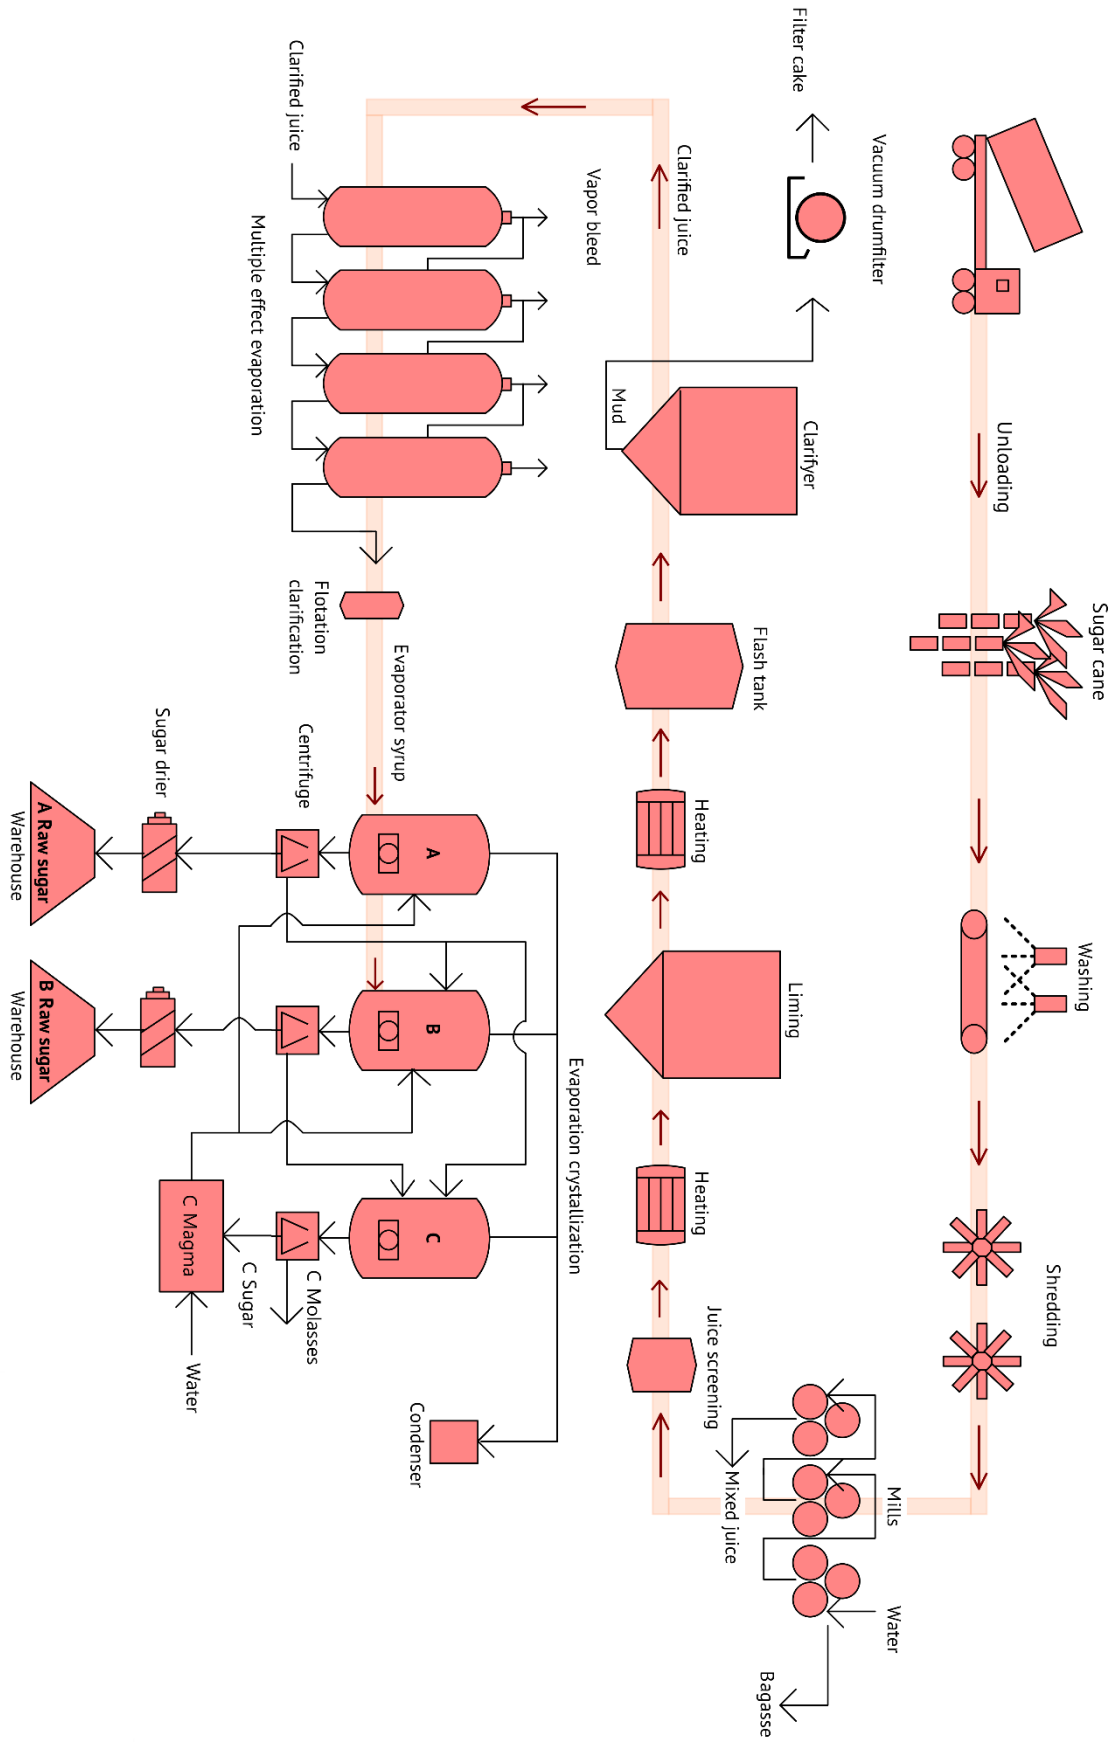 Unloading
Sugar cane
Washing
Shredding
Filter cake
Vacuum drumfilter
Mills
Water
Bagasse
Mixed juice
Clarified juice
Mud
Clarifyer
Flash tank
Heating
Liming
Heating
Juice screening
Clarified juice
Vapor bleed
Multiple effect evaporation
Flotation
clarification
Evaporator syrup
Evaporation crystallization
A
B
C
Condenser
Centrifuge
C Molasses
C Sugar
Sugar drier
C Magma
Water
A Raw sugar
Warehouse
B Raw sugar
Warehouse